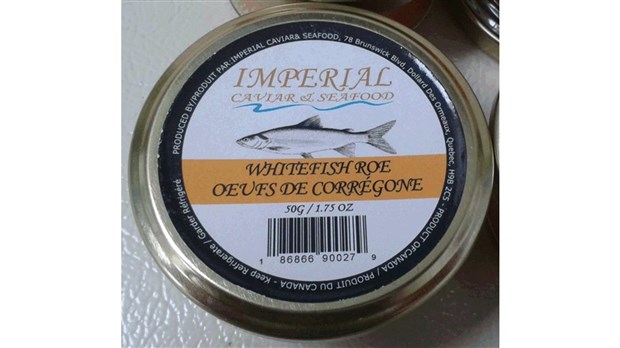 PRODUCED BY/PRODUIT PAR:IMPERIAL CAVIAR& SEAFOOD, 78 Brunswick Blvd, Dollard Des Ormeaux, Quebec, H9B 2C5 - PRODUCT OFCANADA / PRODUIT DU CANADA - Keep Refrigerate / Garder Réfrigéré
IMPERIAL
CAVIAR & SEAFOOD
WHITEFISH ROE
OEUFS DE CORRÉGONE
50G / 1.75 OZ
1 86866 90027 9